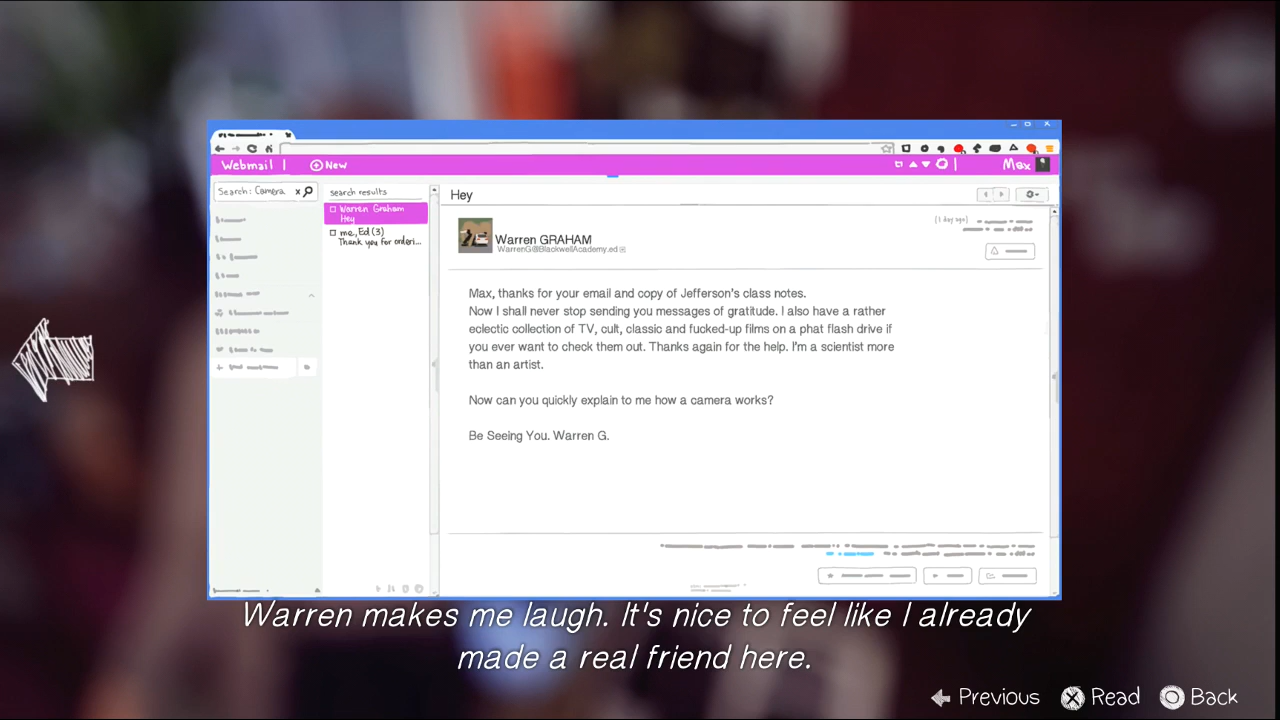 Webmail | New
Max
Search: Camera x
search results
Warren Graham
Hey
me, Ed (3)
Thank you for orderi...
Hey
(1 day ago)
Warren GRAHAM
WarrenG@BlackwellAcademy.ed
Max, thanks for your email and copy of Jefferson's class notes.
Now I shall never stop sending you messages of gratitude. I also have a rather
eclectic collection of TV, cult, classic and fucked-up films on a phat flash drive if
you ever want to check them out. Thanks again for the help. I'm a scientist more
than an artist.
Now can you quickly explain to me how a camera works?
Be Seeing You. Warren G.
Warren makes me laugh. It's nice to feel like I already
made a real friend here.
Previous Read Back